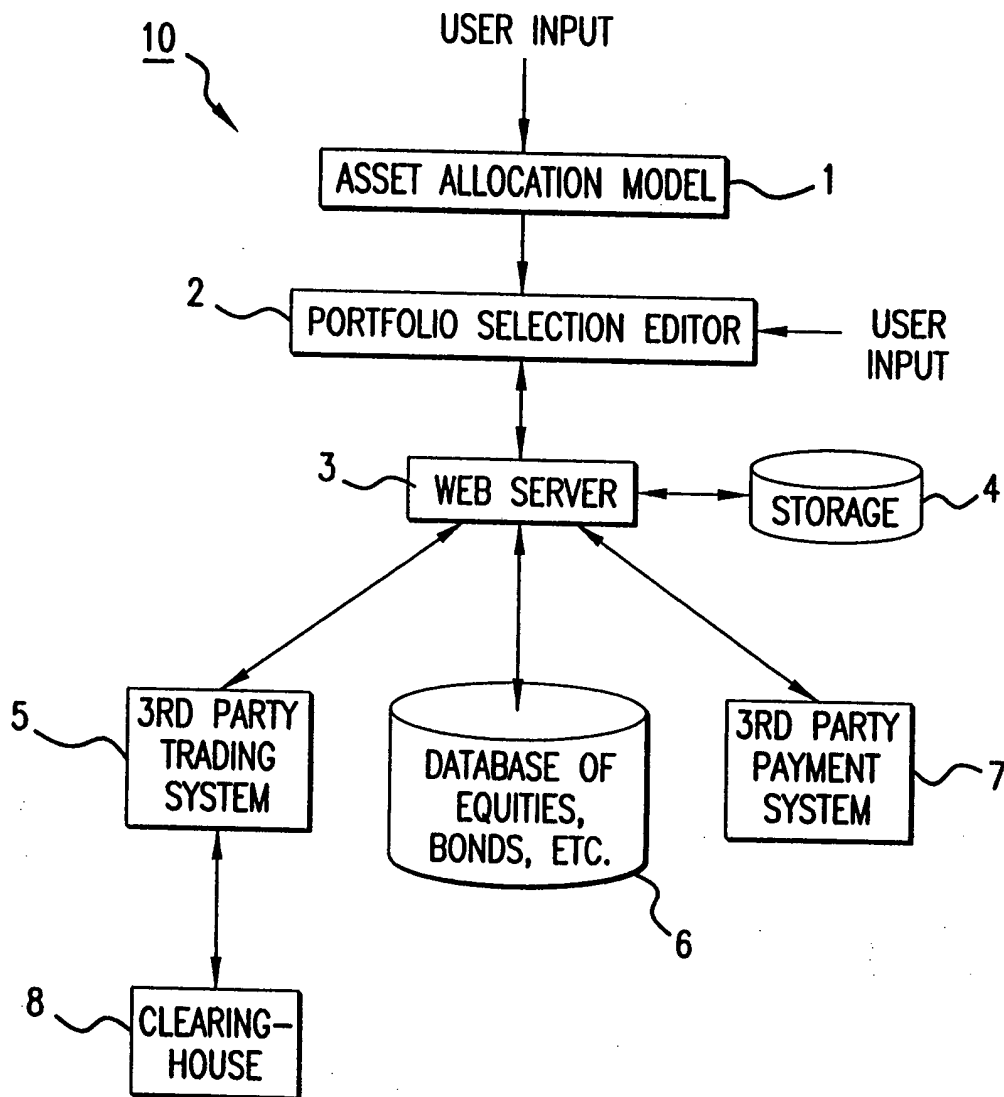 10
USER INPUT
ASSET ALLOCATION MODEL
1
2
PORTFOLIO SELECTION EDITOR
USER
INPUT
3
WEB SERVER
STORAGE
4
5
3RD PARTY
TRADING
SYSTEM
DATABASE OF
EQUITIES,
BONDS, ETC.
6
3RD PARTY
PAYMENT
SYSTEM
7
8
CLEARING-
HOUSE